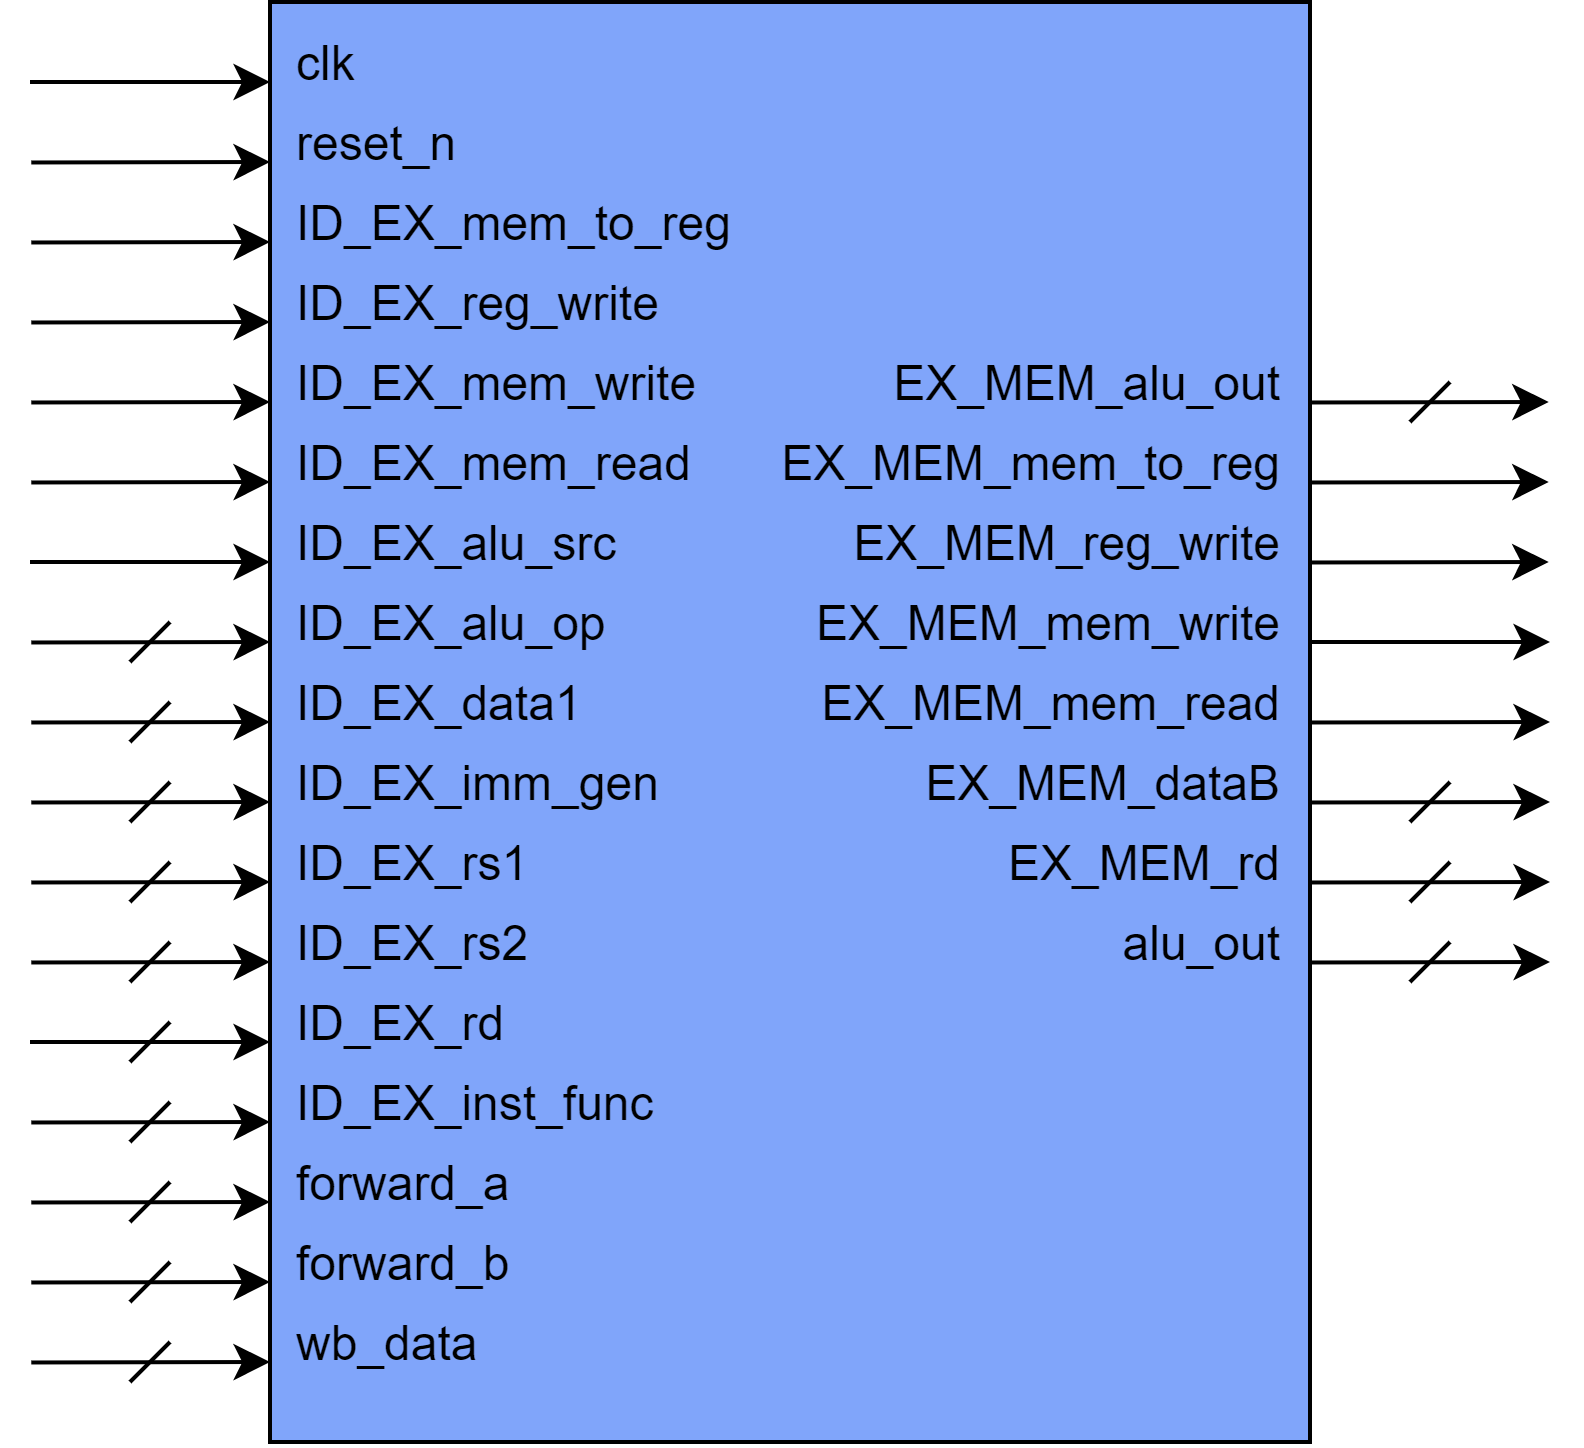 clk
reset_n
ID_EX_mem_to_reg
ID_EX_reg_write
ID_EX_mem_write
ID_EX_mem_read
ID_EX_alu_src
ID_EX_alu_op
ID_EX_data1
ID_EX_imm_gen
ID_EX_rs1
ID_EX_rs2
ID_EX_rd
ID_EX_inst_func
forward_a
forward_b
wb_data
EX_MEM_alu_out
EX_MEM_mem_to_reg
EX_MEM_reg_write
EX_MEM_mem_write
EX_MEM_mem_read
EX_MEM_dataB
EX_MEM_rd
alu_out